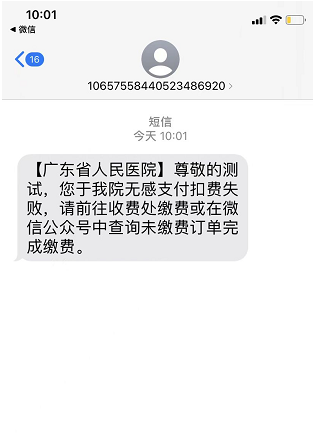 10:01
微信
16
10657558440523486920
短信
今天 10:01
【广东省人民医院】尊敬的测
试，您于我院无感支付扣费失
败，请前往收费处缴费或在微
信公众号中查询未缴费订单完
成缴费。